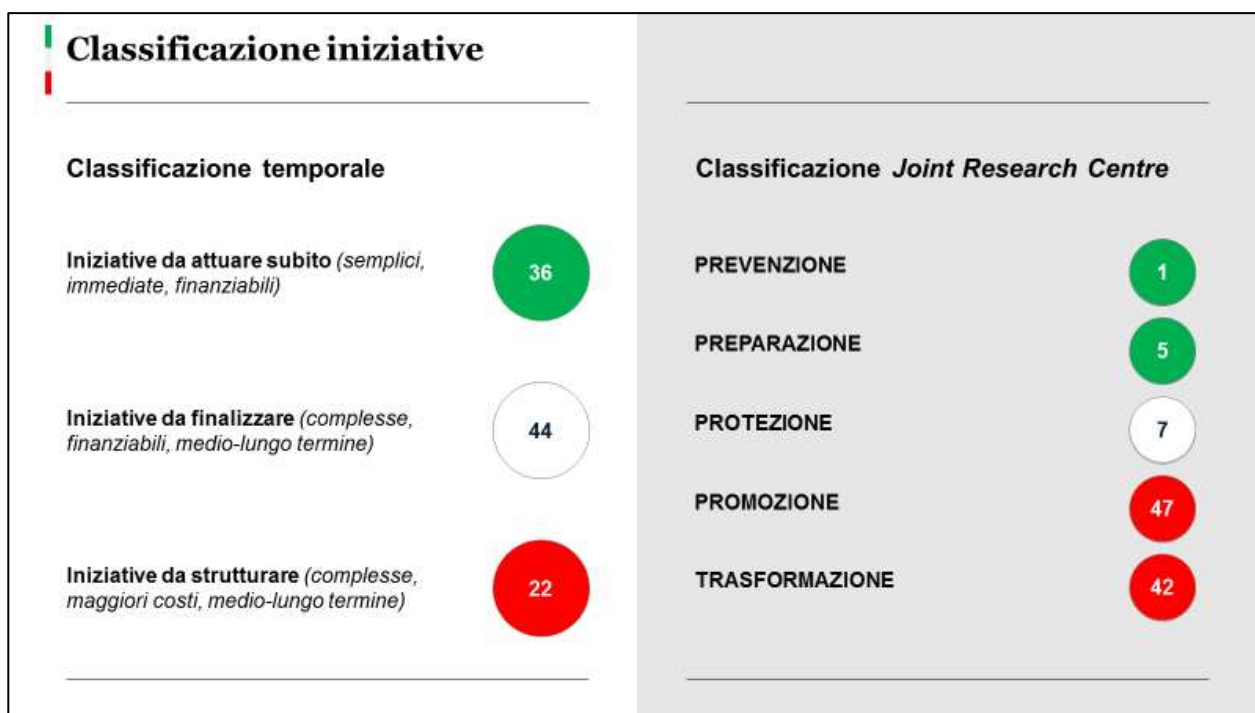 Classificazione iniziative
Classificazione temporale
Iniziative da attuare subito (semplici,
immediate, finanziabili)
36
Iniziative da finalizzare (complesse,
finanziabili, medio-lungo termine)
44
Iniziative da strutturare (complesse,
maggiori costi, medio-lungo termine)
22
Classificazione Joint Research Centre
PREVENZIONE
1
PREPARAZIONE
5
PROTEZIONE
7
PROMOZIONE
47
TRASFORMAZIONE
42